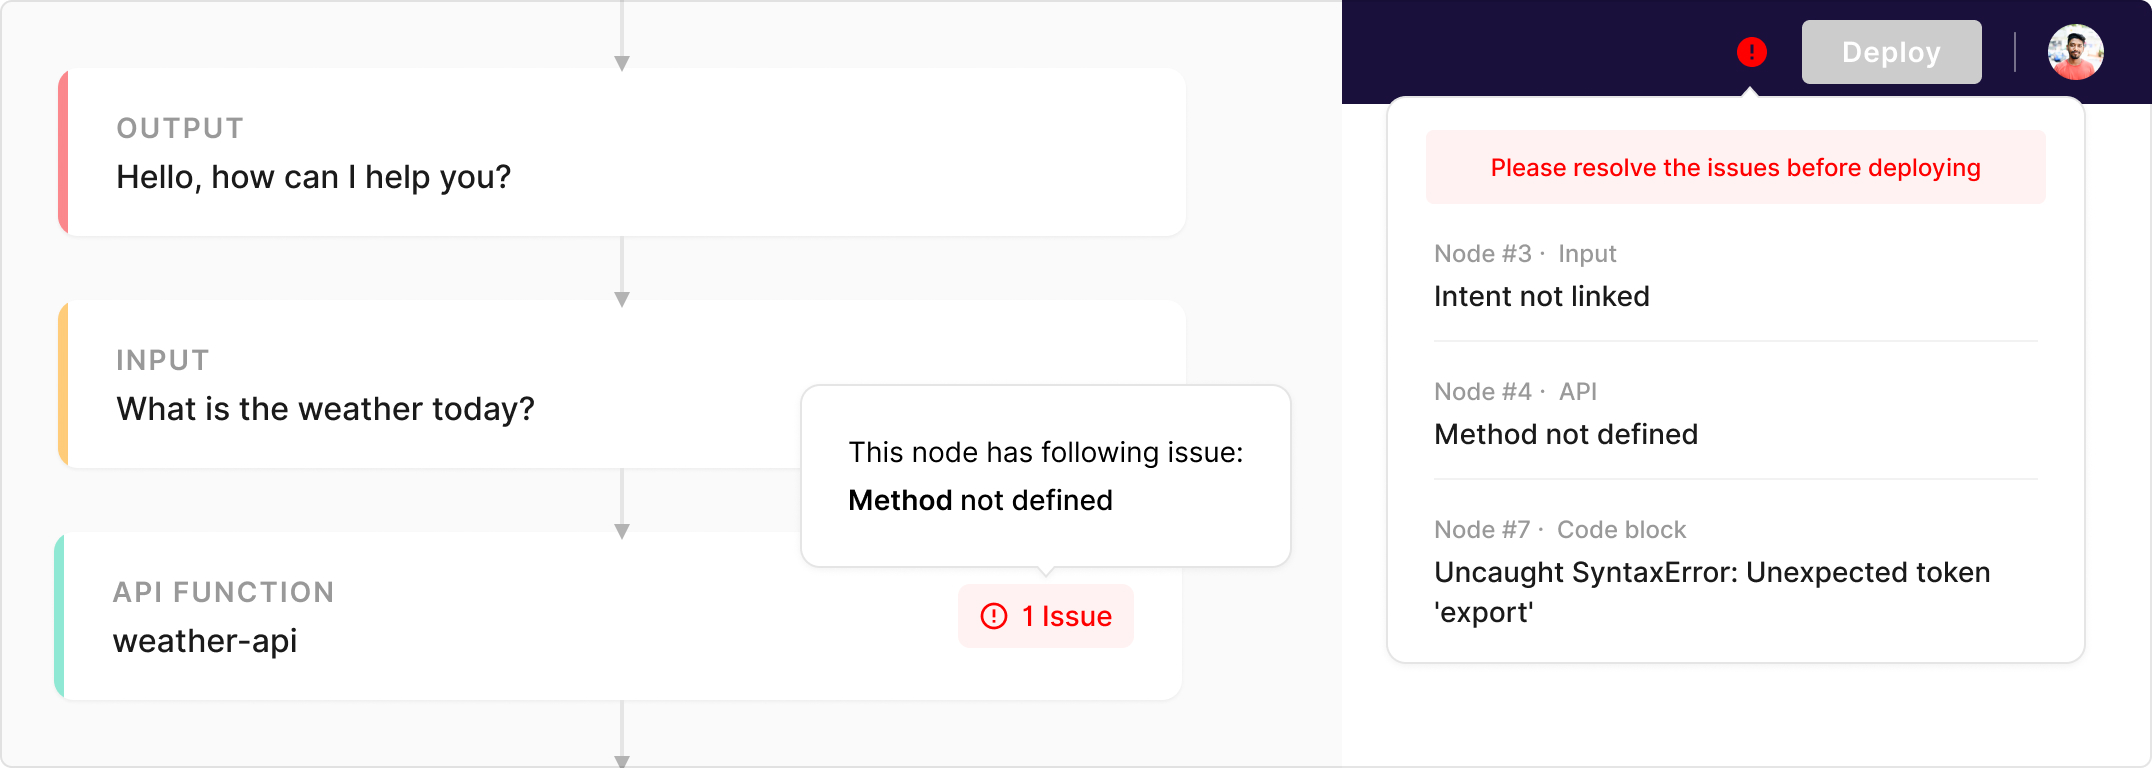 OUTPUT
Hello, how can I help you?
INPUT
What is the weather today?
This node has following issue:
Method not defined
API FUNCTION
weather-api
1 Issue
Deploy
Please resolve the issues before deploying
Node #3 · Input
Intent not linked
Node #4 · API
Method not defined
Node #7 · Code block
Uncaught SyntaxError: Unexpected token
'export'